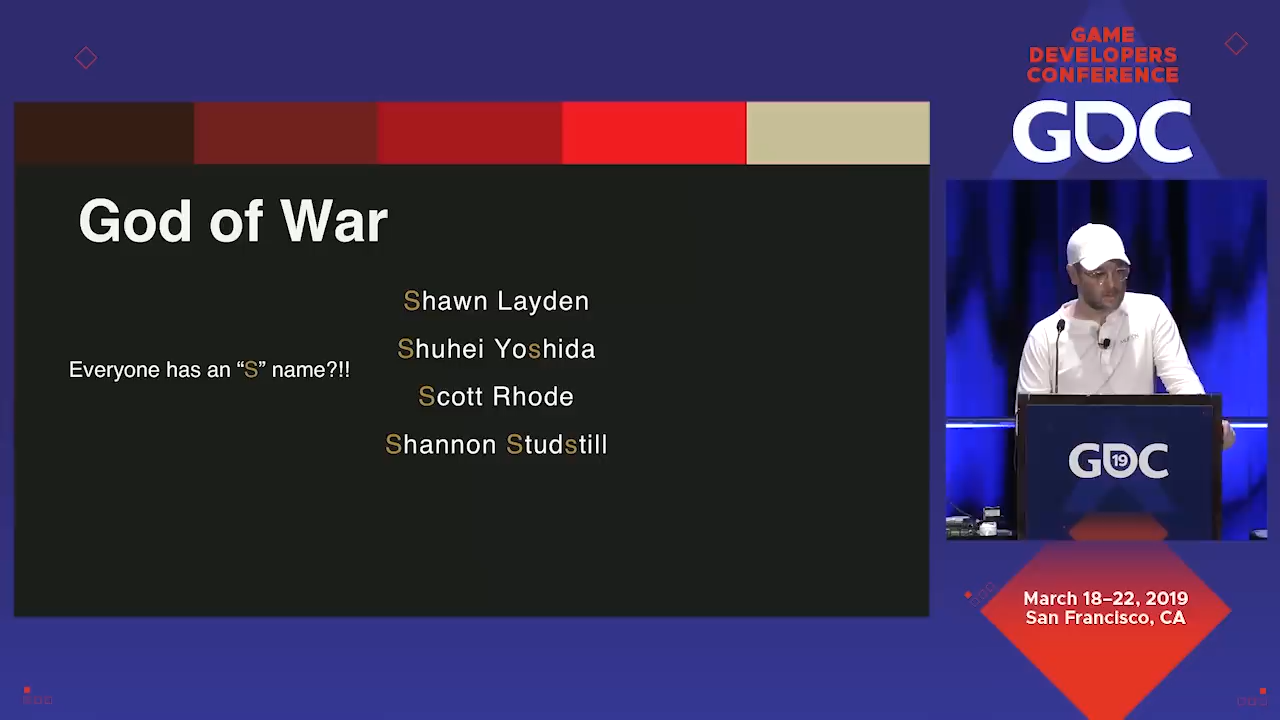 God of War
Everyone has an “S” name?!!
Shawn Layden
Shuhei Yoshida
Scott Rhode
Shannon Studstill
GAME
DEVELOPERS
CONFERENCE
GDC
GDC 19
March 18–22, 2019
San Francisco, CA